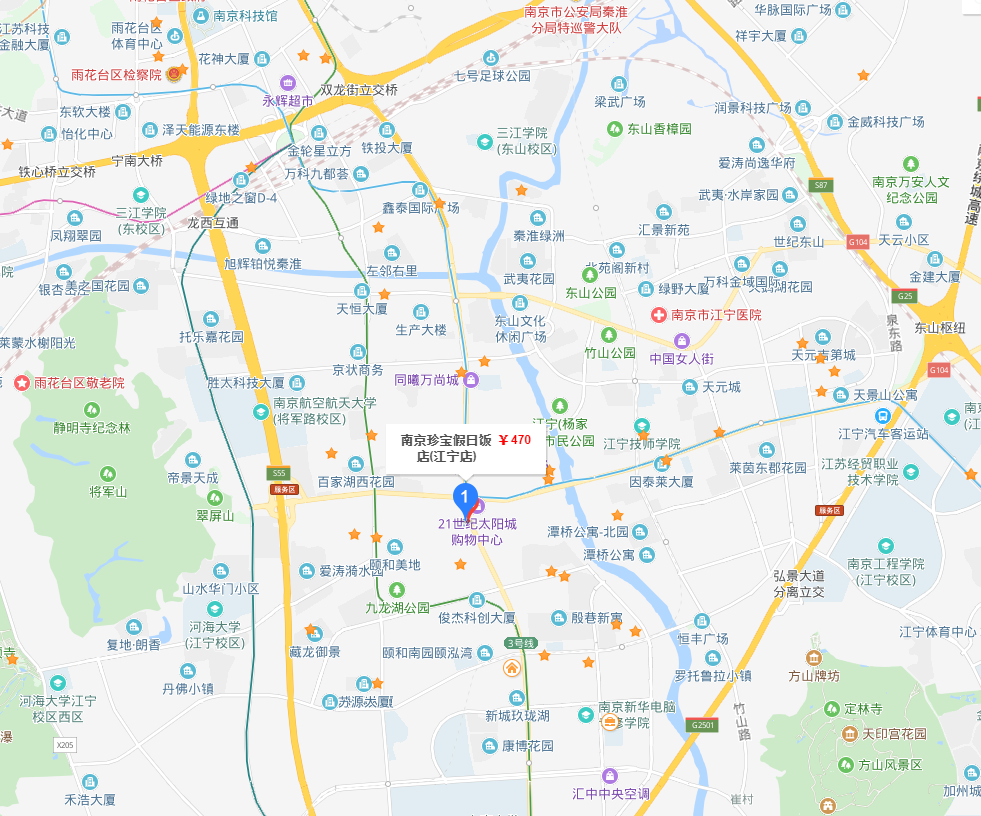 南京市公安局秦淮
分局特巡警大队
华脉国际广场
南京科技馆
江苏科技
金融大厦
雨花台区
体育中心
祥宇大厦
花神大厦
雨花台区检察院
七号足球公园
双龙街立交桥
永辉超市
梁武广场
润景科技广场
东软大楼
怡化中心
泽天能源东楼
东山香樟园
金威科技广场
三江学院
(东山校区)
铁投大厦
金轮星立方
爱涛尚逸华府
宁南大桥
铁心桥立交桥
万科九都荟
S87
南京万安人文
纪念公园
绿地之窗D-4
武夷·水岸家园
三江学院
(东校区)
鑫泰国际广场
龙西互通
凤翔翠园
秦淮绿洲
汇景新苑
世纪东山
G104
天云小区
旭辉铂悦秦淮
左邻右里
武夷花园
北苑阁新村
万科金域国际
金建大厦
美之国花园
东山公园
绿野大厦
G25
天恒大厦
生产大楼
东山文化
休闲广场
南京市江宁医院
泉东路
东山枢纽
托乐嘉花园
莱蒙水榭阳光
京状商务
竹山公园
中国女人街
天元吉第城
G104
雨花台区敬老院
胜太科技大厦
同曦万尚城
天元城
天景山公寓
静明寺纪念林
南京航空航天大学
(将军路校区)
江宁(杨家
市民公园
江宁技师学院
江宁汽车客运站
南京珍宝假日饭 ￥470
店(江宁店)
帝景天成
S55
服务区
百家湖西花园
因泰莱大厦
莱茵东郡花园
江苏经贸职业
技术学院
将军山
翠屏山
1
21世纪太阳城
购物中心
服务区
潭桥公寓-北园
潭桥公寓
颐和美地
爱涛漪水园
南京工程学院
(江宁校区)
弘景大道
分离立交
山水华门小区
九龙湖公园
俊杰科创大厦
殷巷新寓
河海大学
(江宁校区)
复地·朗香
恒丰广场
江宁体育中心
3号线
藏龙御景
颐和南园颐泓湾
罗托鲁拉小镇
方山牌坊
丹佛小镇
河海大学江宁
校区西区
苏源大厦
新城玖珑湖
南京新华电脑
定林寺
竹山路
G2501
天印宫花园
X205
康博花园
方山风景区
禾浩大厦
汇中中央空调
崔村
加州城